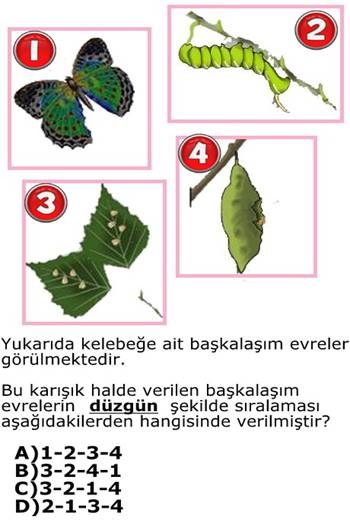 1
2
4
3
Yukarıda kelebeğe ait başkalaşım evreler
görülmektedir.
Bu karışık halde verilen başkalaşım
evrelerin düzgün şekilde sıralaması
aşağıdakilerden hangisinde verilmiştir?
A)1-2-3-4
B)3-2-4-1
C)3-2-1-4
D)2-1-3-4